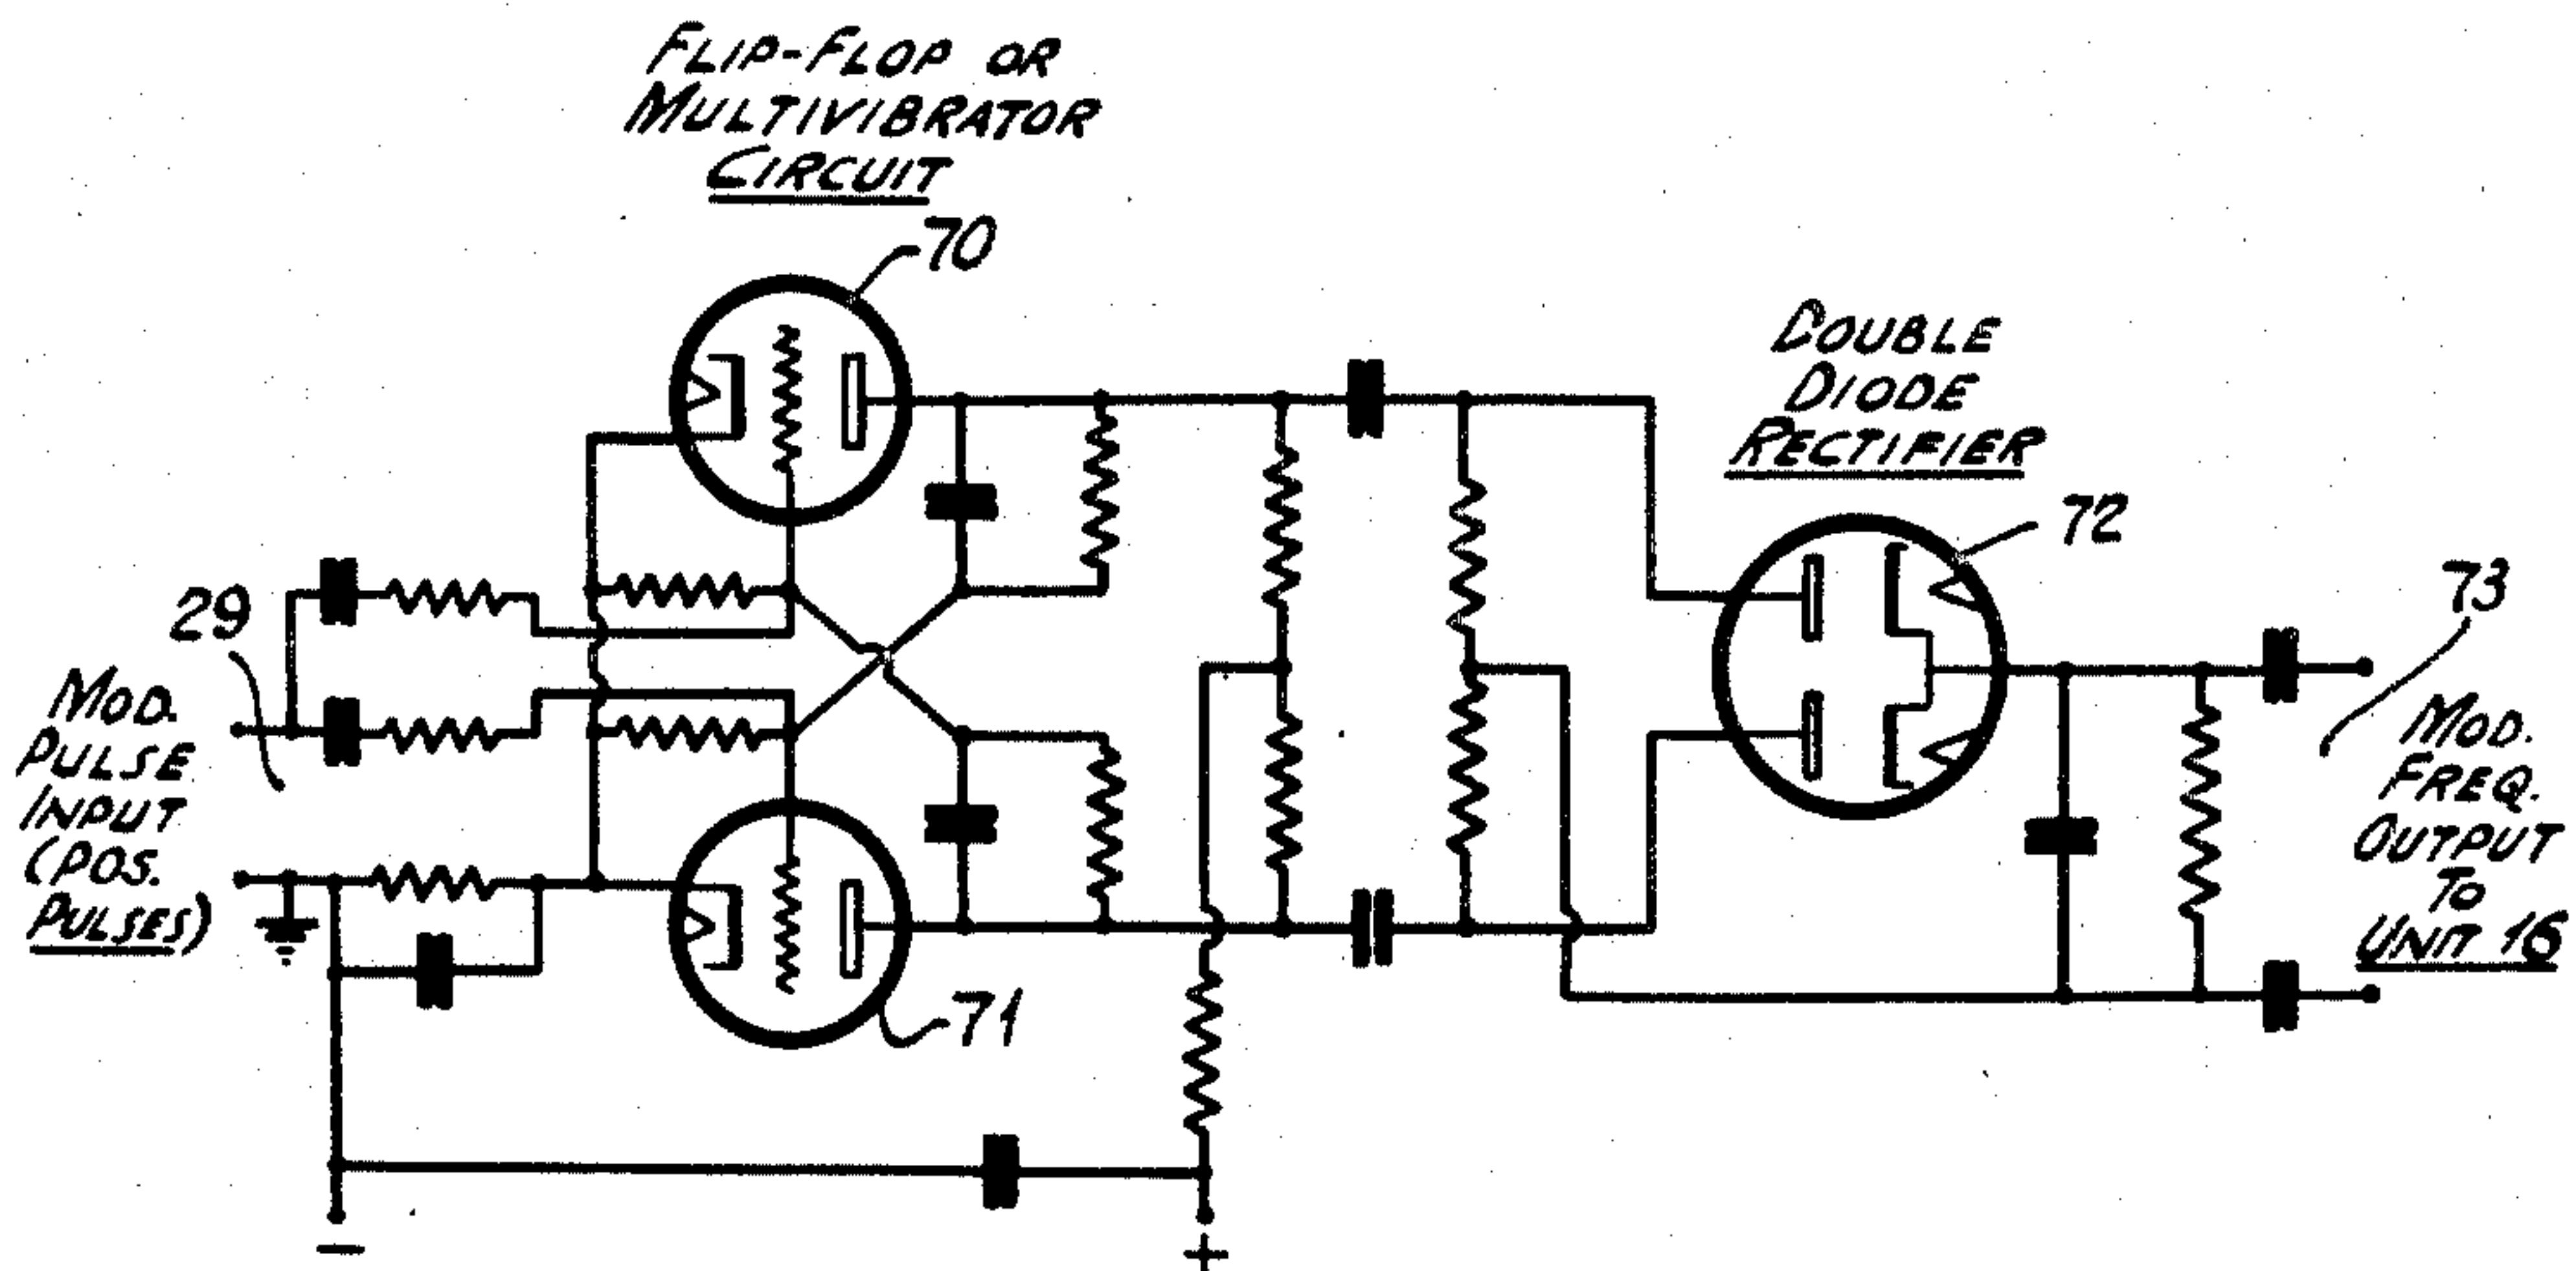 FLIP-FLOP OR
MULTIVIBRATOR
CIRCUIT
70
DOUBLE
DIODE
RECTIFIER
72
29
MOD.
PULSE
INPUT
(POS.
PULSES)
73
MOD.
FREQ.
OUTPUT
TO
UNIT 16
71
-
+